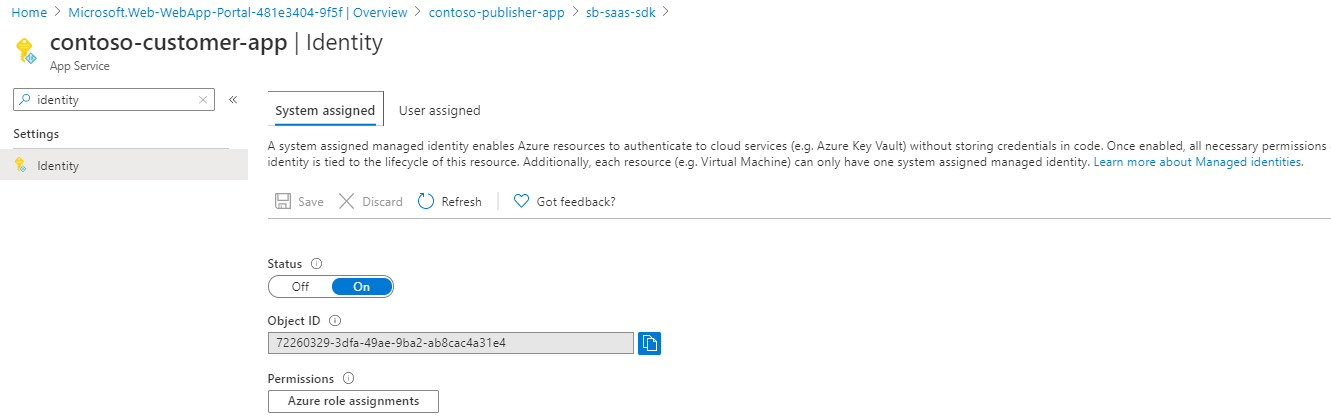 Home > Microsoft.Web-WebApp-Portal-481e3404-9f5f | Overview > contoso-publisher-app > sb-saas-sdk >
contoso-customer-app | Identity
App Service
identity
Settings
Identity
System assigned User assigned
A system assigned managed identity enables Azure resources to authenticate to cloud services (e.g. Azure Key Vault) without storing credentials in code. Once enabled, all necessary permissions
identity is tied to the lifecycle of this resource. Additionally, each resource (e.g. Virtual Machine) can only have one system assigned managed identity. Learn more about Managed identities.
Save Discard Refresh Got feedback?
Status
Off On
Object ID
72260329-3dfa-49ae-9ba2-ab8cac4a31e4
Permissions
Azure role assignments